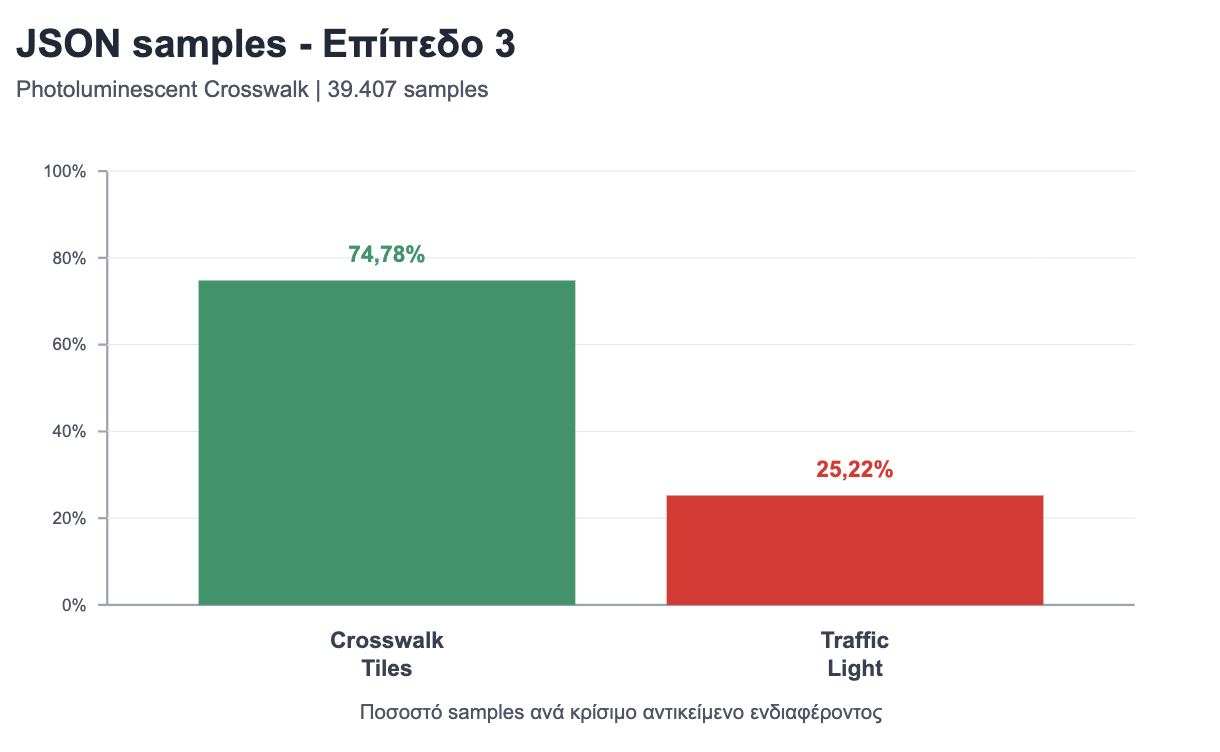 JSON samples - Επίπεδο 3
Photoluminescent Crosswalk | 39.407 samples
100%
80%
60%
40%
20%
0%
74,78%
25,22%
Crosswalk
Tiles
Traffic
Light
Ποσοστό samples ανά κρίσιμο αντικείμενο ενδιαφέροντος